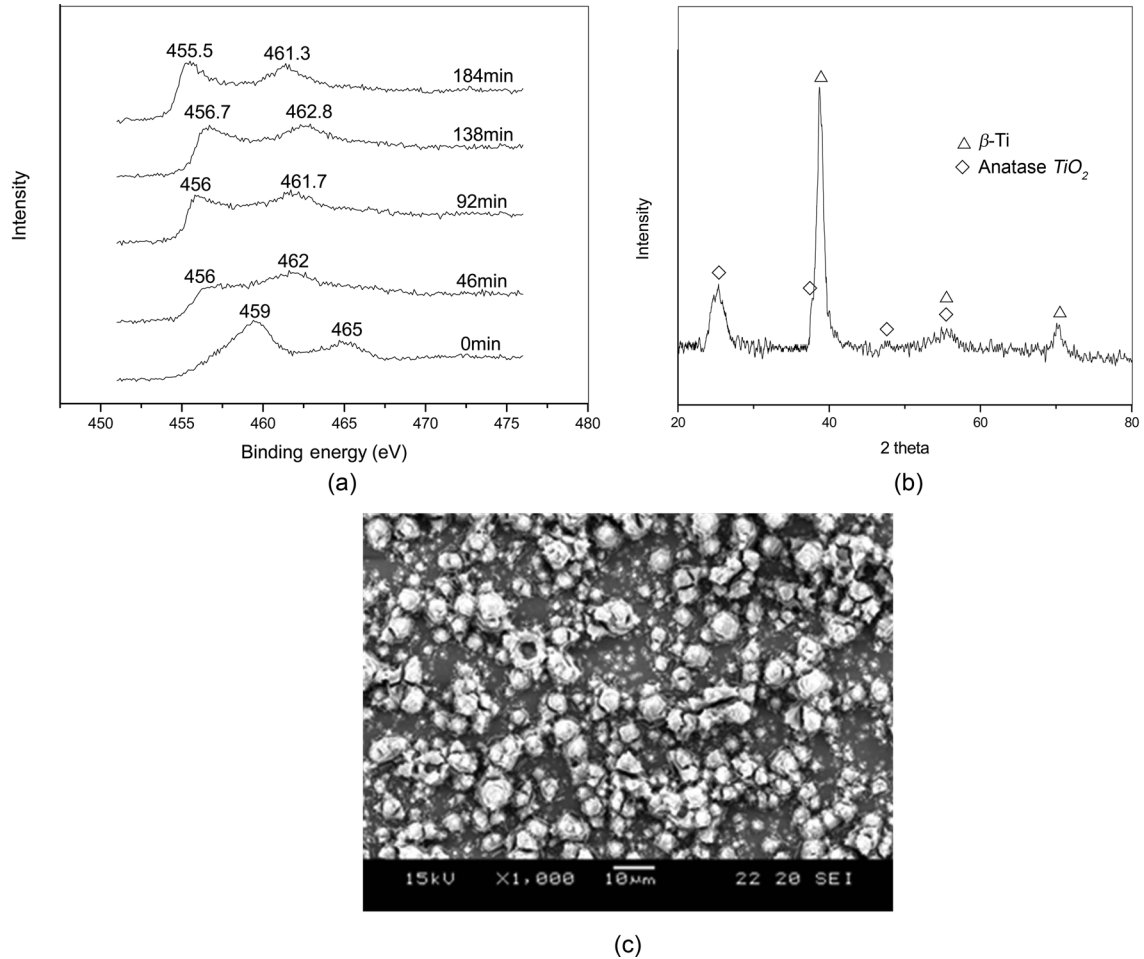 455.5 461.3
184min
456.7 462.8
138min
456 461.7
92min
456 462
46min
459 465
0min
Intensity
450 455 460 465 470 475 480
Binding energy (eV)
(a)
β-Ti
Anatase TiO2
Intensity
20 40 60 80
2 theta
(b)
15kV X1,000 10μm 22 20 SEI
(c)